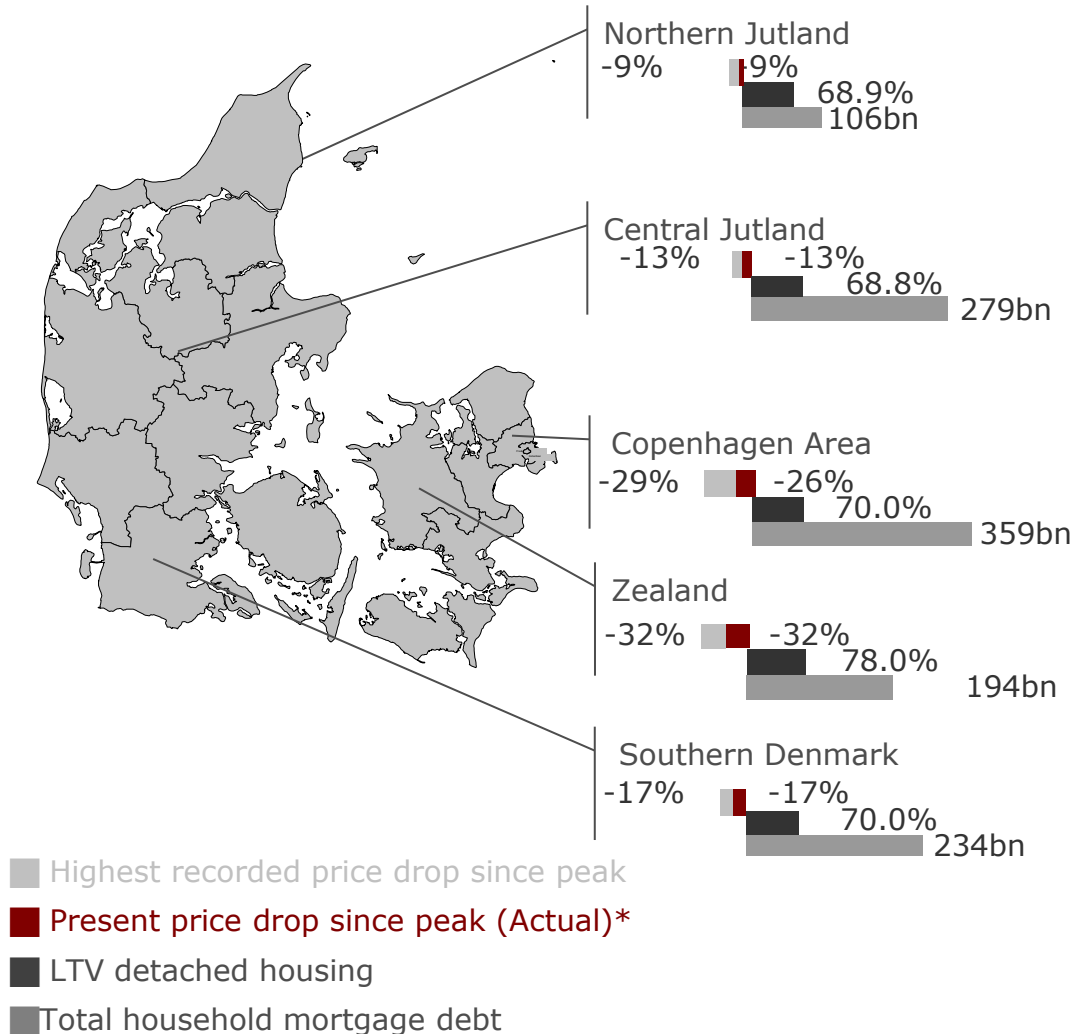 Northern Jutland
-9% -9%
68.9%
106bn
Central Jutland
-13% -13%
68.8%
279bn
Copenhagen Area
-29% -26%
70.0%
359bn
Zealand
-32% -32%
78.0%
194bn
Southern Denmark
-17% -17%
70.0%
234bn
Highest recorded price drop since peak
Present price drop since peak (Actual)*
LTV detached housing
Total household mortgage debt